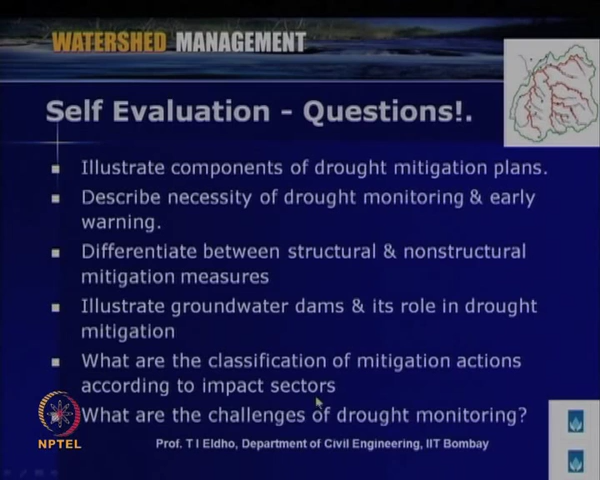 WATERSHED MANAGEMENT
Self Evaluation - Questions!.
Illustrate components of drought mitigation plans.
Describe necessity of drought monitoring & early
warning.
Differentiate between structural & nonstructural
mitigation measures
Illustrate groundwater dams & its role in drought
mitigation
What are the classification of mitigation actions
according to impact sectors
What are the challenges of drought monitoring?
NPTEL
Prof. T I Eldho, Department of Civil Engineering, IIT Bombay